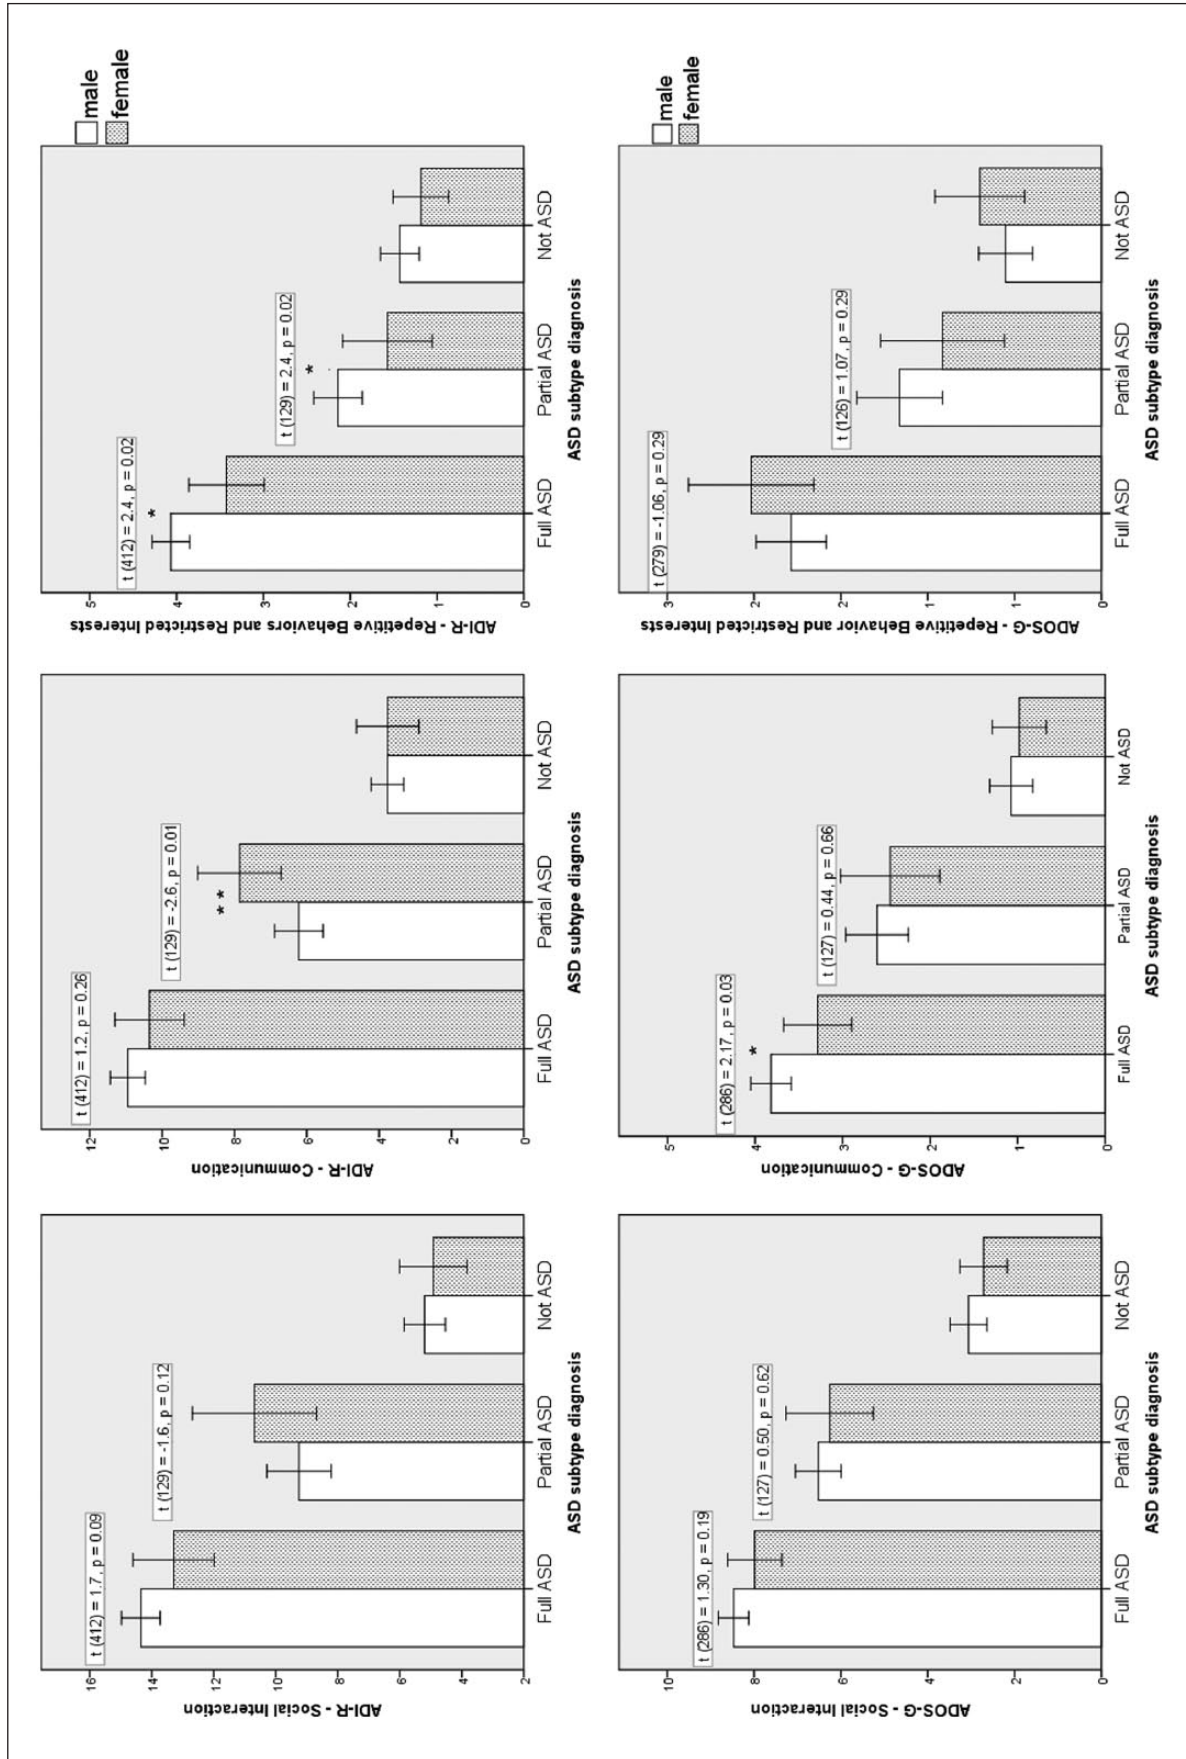 ADI-R - Social Interaction
16
14
12
10
8
6
4
2
t (412) = 1.7, p = 0.09
t (129) = -1.6, p = 0.12
Full ASD
Partial ASD
Not ASD
ASD subtype diagnosis
ADI-R - Communication
12
10
8
6
4
2
0
t (412) = 1.2, p = 0.26
t (129) = -2.6, p = 0.01
* *
Full ASD
Partial ASD
Not ASD
ASD subtype diagnosis
ADI-R - Repetitive Behaviors and Restricted Interests
5
4
3
2
1
0
t (412) = 2.4, p = 0.02
*
t (129) = 2.4, p = 0.02
*
Full ASD
Partial ASD
Not ASD
ASD subtype diagnosis
male
female
ADOS-G - Social Interaction
10
8
6
4
2
0
t (286) = 1.30, p = 0.19
t (127) = 0.50, p = 0.62
Full ASD
Partial ASD
Not ASD
ASD subtype diagnosis
ADOS-G - Communication
5
4
3
2
1
0
t (286) = 2.17, p = 0.03
*
t (127) = 0.44, p = 0.66
Full ASD
Partial ASD
Not ASD
ASD subtype diagnosis
ADOS-G - Repetitive Behavior and Restricted Interests
3
2
2
1
1
0
t (279) = -1.06, p = 0.29
t (126) = 1.07, p = 0.29
Full ASD
Partial ASD
Not ASD
ASD subtype diagnosis
male
female